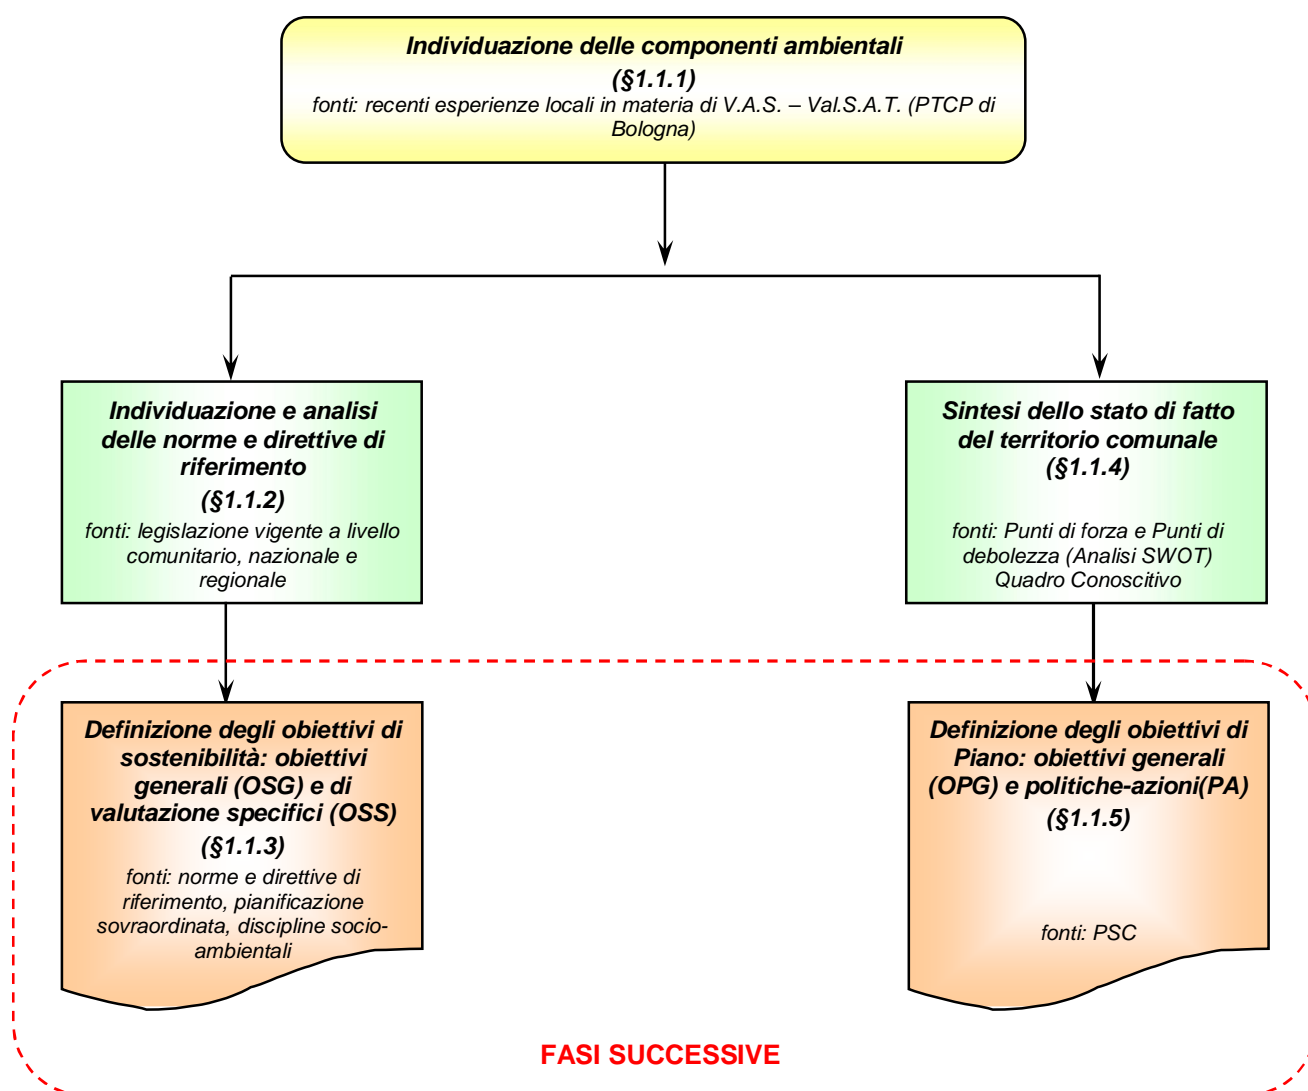 Individuazione delle componenti ambientali
(§1.1.1)
fonti: recenti esperienze locali in materia di V.A.S. – Val.S.A.T. (PTCP di
Bologna)
Individuazione e analisi
delle norme e direttive di
riferimento
(§1.1.2)
fonti: legislazione vigente a livello
comunitario, nazionale e
regionale
Sintesi dello stato di fatto
del territorio comunale
(§1.1.4)
fonti: Punti di forza e Punti di
debolezza (Analisi SWOT)
Quadro Conoscitivo
Definizione degli obiettivi di
sostenibilità: obiettivi
generali (OSG) e di
valutazione specifici (OSS)
(§1.1.3)
fonti: norme e direttive di
riferimento, pianificazione
sovraordinata, discipline socio-
ambientali
Definizione degli obiettivi di
Piano: obiettivi generali
(OPG) e politiche-azioni(PA)
(§1.1.5)
fonti: PSC
FASI SUCCESSIVE